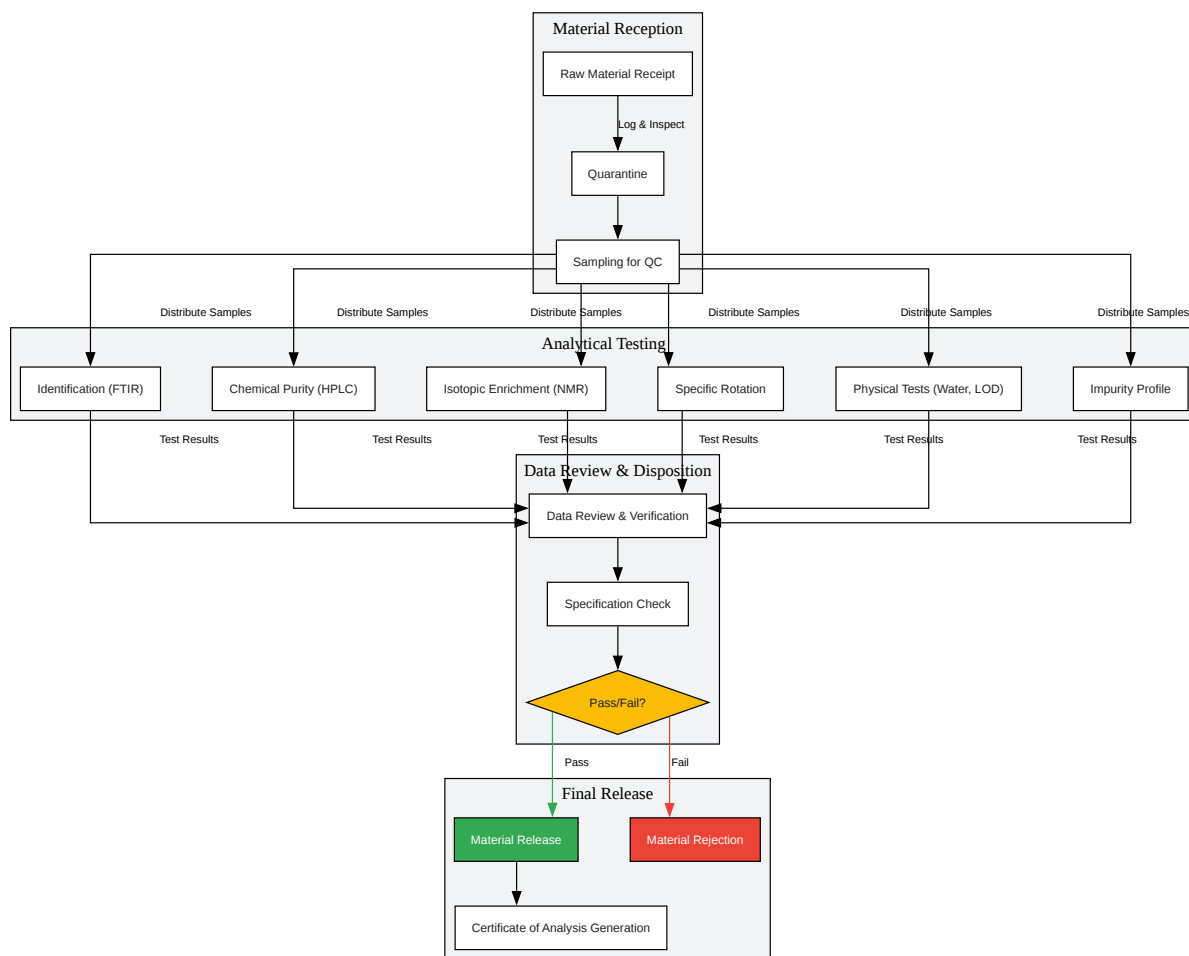 Material Reception
Raw Material Receipt
Log & Inspect
Quarantine
Sampling for QC
Distribute Samples
Distribute Samples
Distribute Samples
Distribute Samples
Distribute Samples
Distribute Samples
Analytical Testing
Identification (FTIR)
Chemical Purity (HPLC)
Isotopic Enrichment (NMR)
Specific Rotation
Physical Tests (Water, LOD)
Impurity Profile
Test Results
Test Results
Test Results
Test Results
Test Results
Test Results
Data Review & Disposition
Data Review & Verification
Specification Check
Pass/Fail?
Pass
Fail
Final Release
Material Release
Material Rejection
Certificate of Analysis Generation